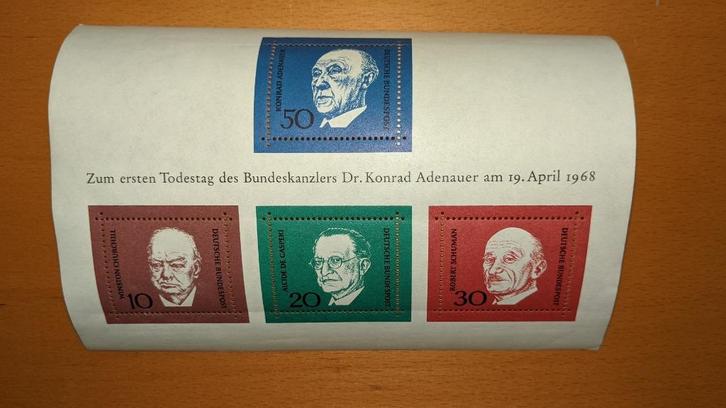 KONRAD ADENAUER
50
DEUTSCHE BUNDESPOST
Zum ersten Todestag des Bundeskanzlers Dr. Konrad Adenauer am 19. April 1968
WINSTON CHURCHILL
10
DEUTSCHE BUNDESPOST
ALCIDE DE GASPERI
20
DEUTSCHE BUNDESPOST
ROBERT SCHUMAN
30
DEUTSCHE BUNDESPOST